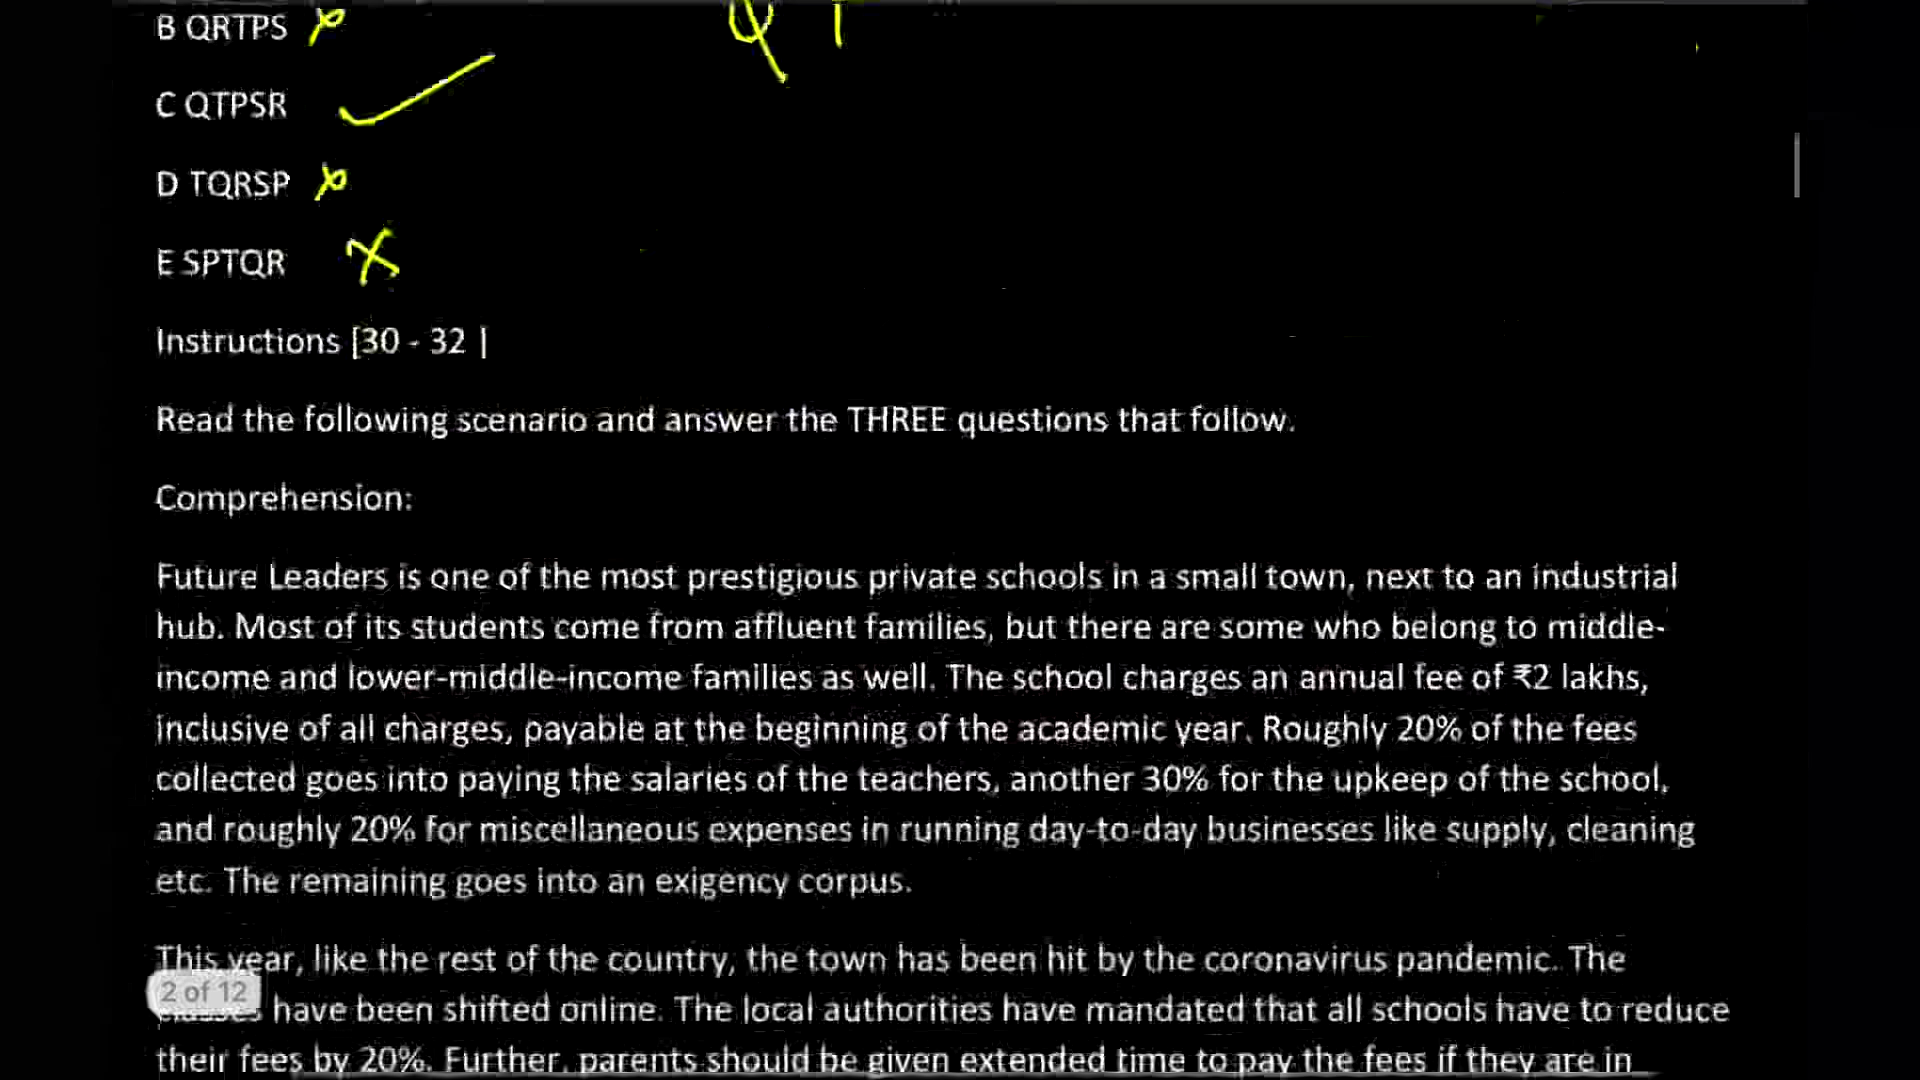 B QRTPS
C QTPSR
D TQRSP
E SPTQR
Instructions [30 - 32 ]
Read the following scenario and answer the THREE questions that follow.
Comprehension:
Future Leaders is one of the most prestigious private schools in a small town, next to an industrial
hub. Most of its students come from affluent families, but there are some who belong to middle-
income and lower-middle-income families as well. The school charges an annual fee of ₹2 lakhs,
inclusive of all charges, payable at the beginning of the academic year. Roughly 20% of the fees
collected goes into paying the salaries of the teachers, another 30% for the upkeep of the school,
and roughly 20% for miscellaneous expenses in running day-to-day businesses like supply, cleaning
etc. The remaining goes into an exigency corpus.
This year, like the rest of the country, the town has been hit by the coronavirus pandemic. The
2 of 12
have been shifted online. The local authorities have mandated that all schools have to reduce
their fees by 20%. Further, parents should be given extended time to pay the fees if they are in